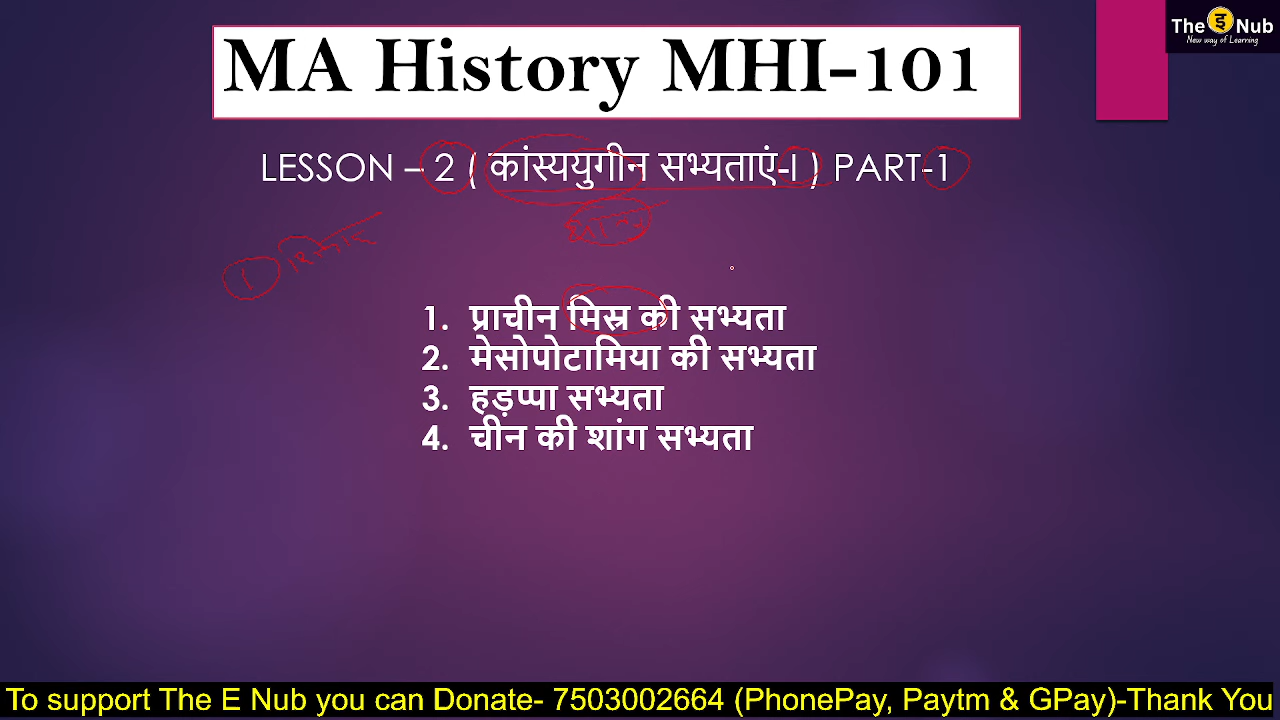 The इ Nub
New way of Learning
MA History MHI-101
LESSON – 2 ( कांस्ययुगीन सभ्यताएं-I ) PART-1
1
1. प्राचीन मिस्र की सभ्यता
2. मेसोपोटामिया की सभ्यता
3. हड़प्पा सभ्यता
4. चीन की शांग सभ्यता
To support The E Nub you can Donate- 7503002664 (PhonePay, Paytm & GPay)-Thank You